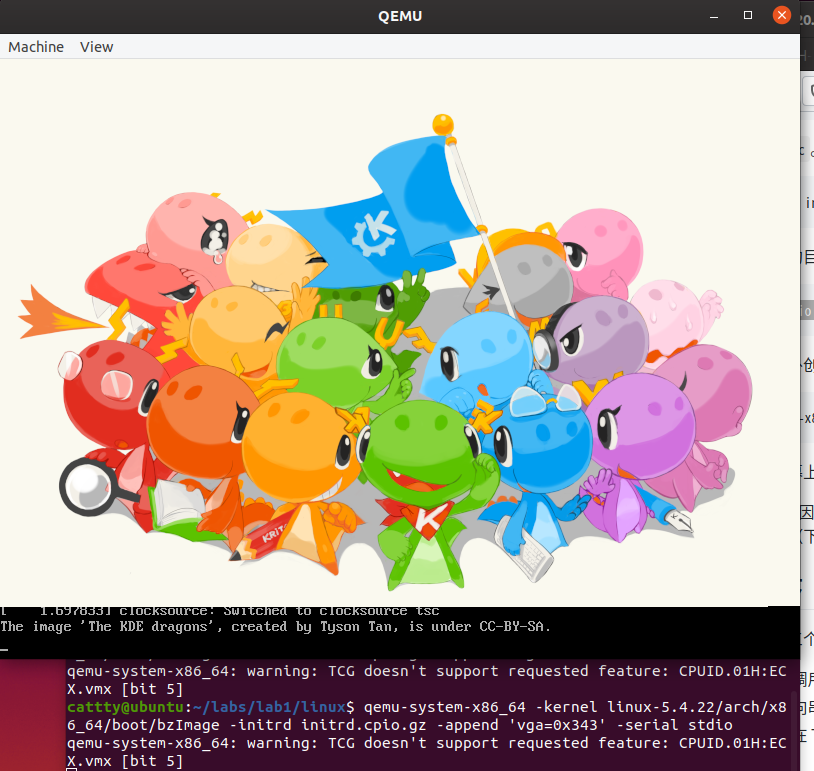 QEMU
Machine View
K
K
KRITA
[ 1.697833] clocksource: Switched to clocksource tsc
The image 'The KDE dragons', created by Tyson Tan, is under CC-BY-SA.
qemu-system-x86_64: warning: TCG doesn't support requested feature: CPUID.01H:EC
X.vmx [bit 5]
cattty@ubuntu:~/labs/lab1/linux$ qemu-system-x86_64 -kernel linux-5.4.22/arch/x8
6_64/boot/bzImage -initrd initrd.cpio.gz -append 'vga=0x343' -serial stdio
qemu-system-x86_64: warning: TCG doesn't support requested feature: CPUID.01H:EC
X.vmx [bit 5]